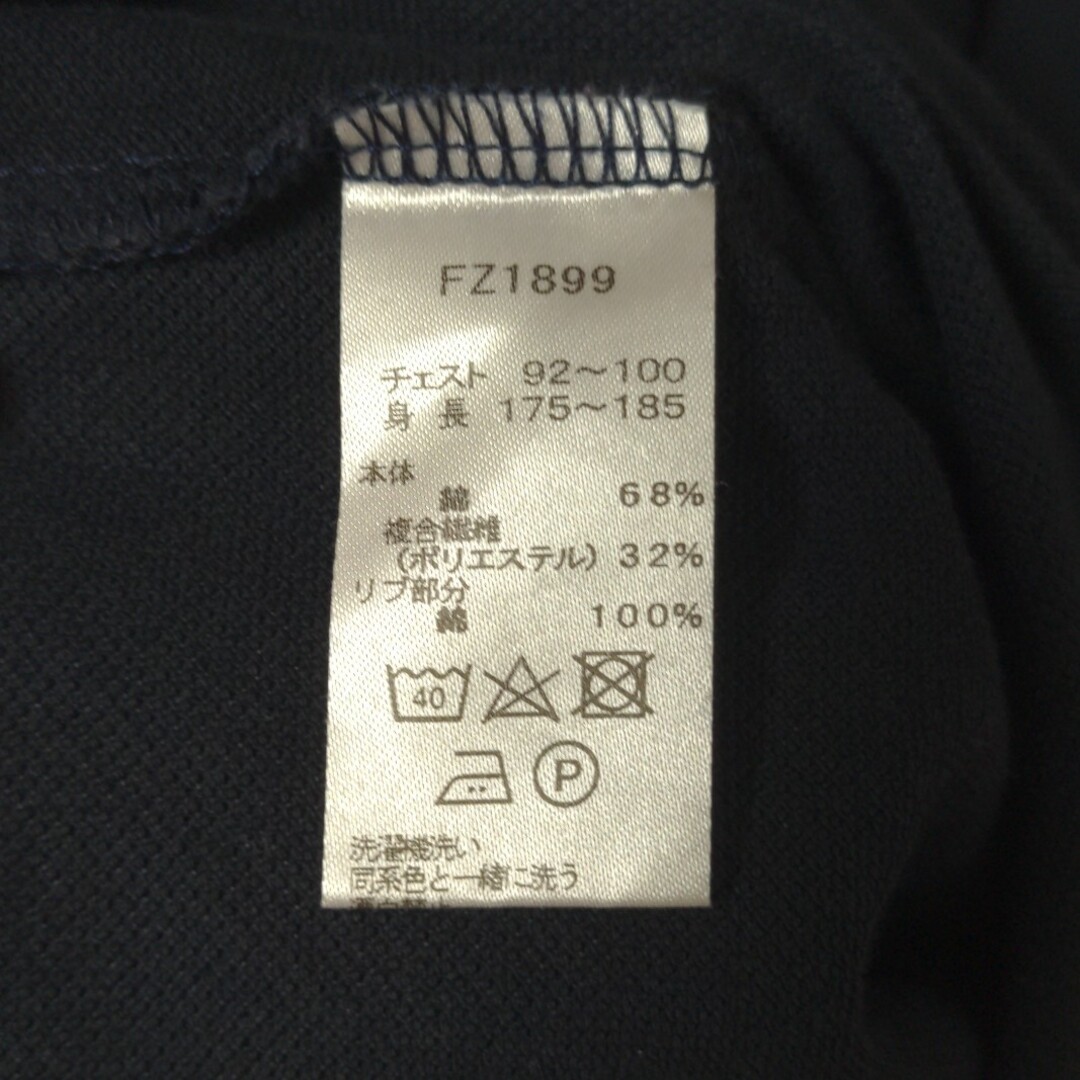 FZ1899
チェスト 92～100
身長 175～185
本体
綿 68%
複合繊維
(ポリエステル) 32%
リブ部分
綿 100%
40
P
洗濯機洗い
同系色と一緒に洗う